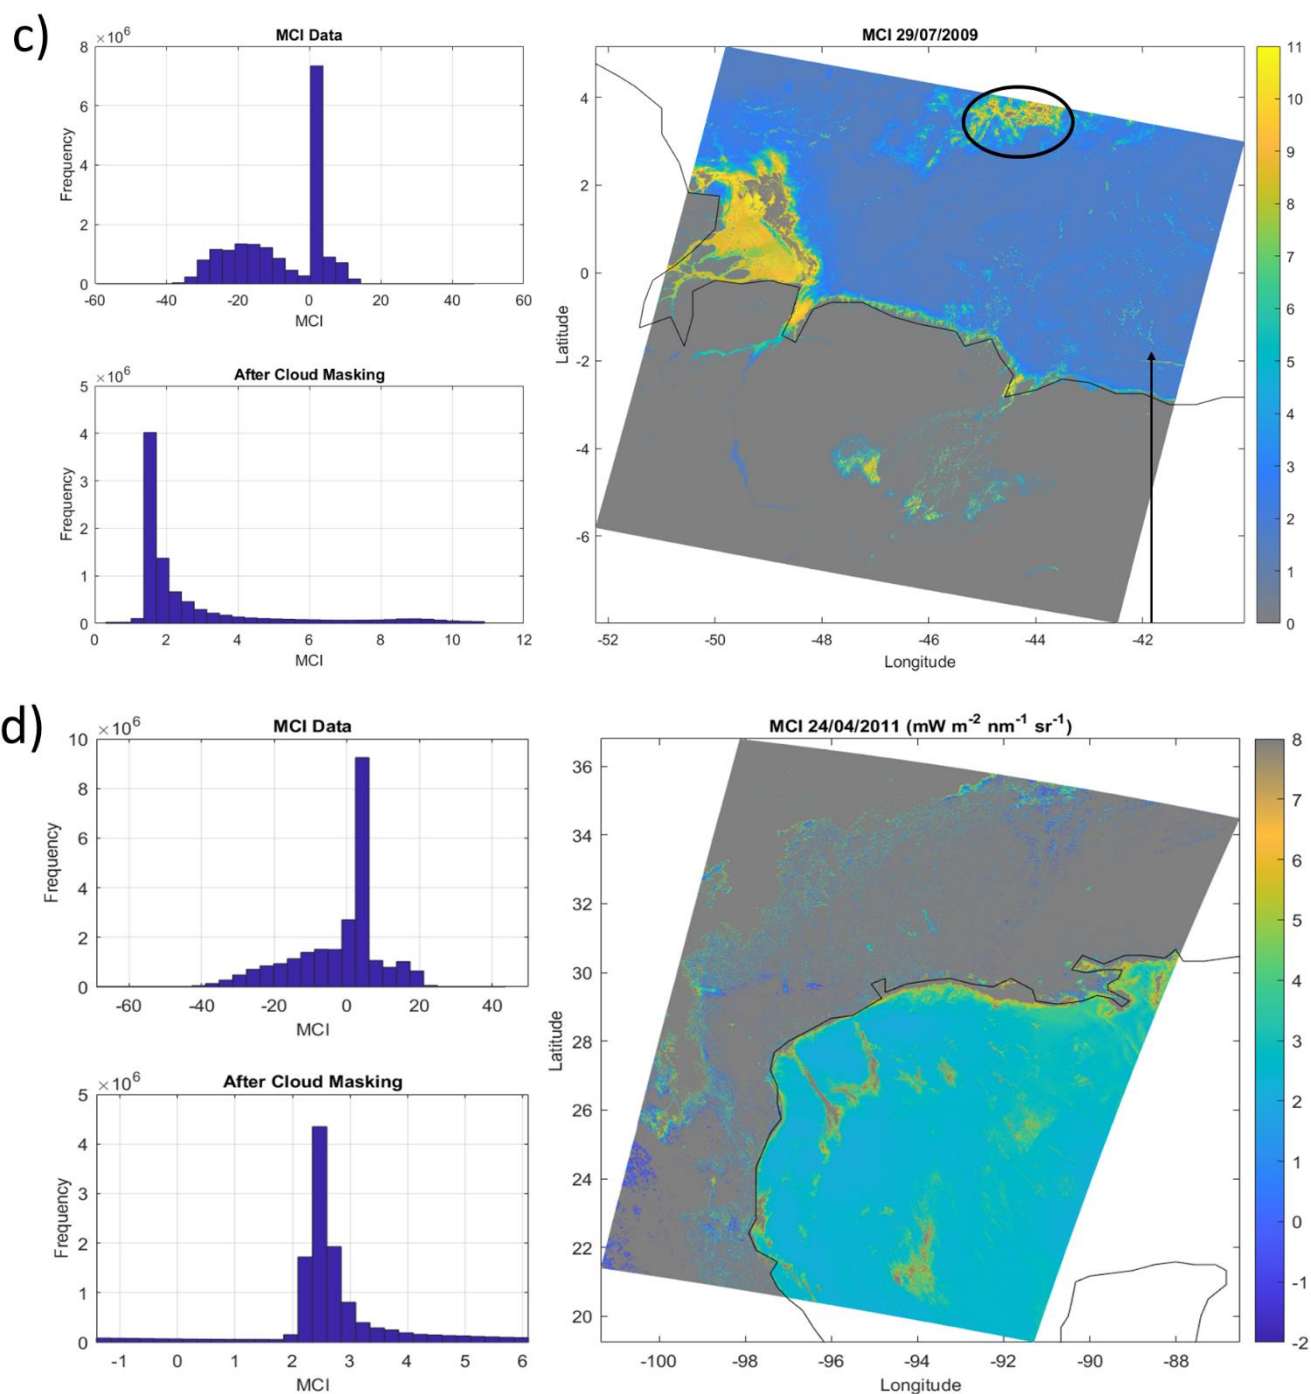 c)
MCI Data
×10^6
8
6
4
2
0
Frequency
-60 -40 -20 0 20 40 60
MCI
After Cloud Masking
×10^6
5
4
3
2
1
0
Frequency
0 2 4 6 8 10 12
MCI
MCI 29/07/2009
4
2
0
-2
-4
-6
Latitude
-52 -50 -48 -46 -44 -42
Longitude
11
10
9
8
7
6
5
4
3
2
1
0
d)
MCI Data
×10^6
10
8
6
4
2
0
Frequency
-60 -40 -20 0 20 40
MCI
After Cloud Masking
×10^6
5
4
3
2
1
0
Frequency
-1 0 1 2 3 4 5 6
MCI
MCI 24/04/2011 (mW m^-2 nm^-1 sr^-1)
36
34
32
30
28
26
24
22
20
Latitude
-100 -98 -96 -94 -92 -90 -88
Longitude
8
7
6
5
4
3
2
1
0
-1
-2